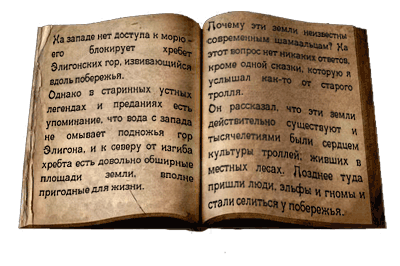 На западе нет доступа к морю –
его блокирует хребет
Элигонских гор, извивающийся
вдоль побережья.
Однако в старинных устных
легендах и преданиях есть
упоминание, что вода с запада
не омывает подножья гор
Элигона, и к северу от изгиба
хребта есть довольно обширные
площади земли, вполне
пригодные для жизни.
Почему эти земли неизвестны
современным шамаальцам? На
этот вопрос нет никаких ответов,
кроме одной сказки, которую я
услышал как-то от старого
тролля.
Он рассказал, что эти земли
действительно существуют и
тысячелетиями были сердцем
культуры троллей, живших в
местных лесах. Позднее туда
пришли люди, эльфы и гномы и
стали селиться у побережья.